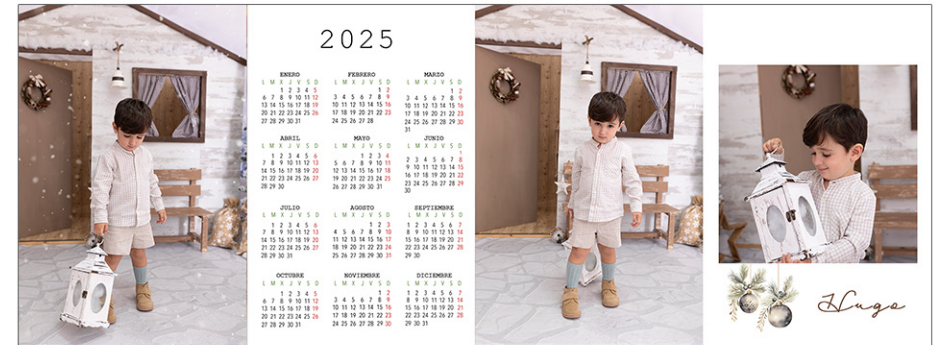 2025
ENERO
L M X J V S D
1 2 3 4 5
6 7 8 9 10 11 12
13 14 15 16 17 18 19
20 21 22 23 24 25 26
27 28 29 30 31
FEBRERO
L M X J V S D
1 2
3 4 5 6 7 8 9
10 11 12 13 14 15 16
17 18 19 20 21 22 23
24 25 26 27 28
MARZO
L M X J V S D
1 2
3 4 5 6 7 8 9
10 11 12 13 14 15 16
17 18 19 20 21 22 23
24 25 26 27 28 29 30
31
ABRIL
L M X J V S D
1 2 3 4 5 6
7 8 9 10 11 12 13
14 15 16 17 18 19 20
21 22 23 24 25 26 27
28 29 30
MAYO
L M X J V S D
1 2 3 4
5 6 7 8 9 10 11
12 13 14 15 16 17 18
19 20 21 22 23 24 25
26 27 28 29 30 31
JUNIO
L M X J V S D
1
2 3 4 5 6 7 8
9 10 11 12 13 14 15
16 17 18 19 20 21 22
23 24 25 26 27 28 29
30
JULIO
L M X J V S D
1 2 3 4 5 6
7 8 9 10 11 12 13
14 15 16 17 18 19 20
21 22 23 24 25 26 27
28 29 30 31
AGOSTO
L M X J V S D
1 2 3
4 5 6 7 8 9 10
11 12 13 14 15 16 17
18 19 20 21 22 23 24
25 26 27 28 29 30 31
SEPTIEMBRE
L M X J V S D
1 2 3 4 5 6 7
8 9 10 11 12 13 14
15 16 17 18 19 20 21
22 23 24 25 26 27 28
29 30
OCTUBRE
L M X J V S D
1 2 3 4 5
6 7 8 9 10 11 12
13 14 15 16 17 18 19
20 21 22 23 24 25 26
27 28 29 30 31
NOVIEMBRE
L M X J V S D
1 2
3 4 5 6 7 8 9
10 11 12 13 14 15 16
17 18 19 20 21 22 23
24 25 26 27 28 29 30
DICIEMBRE
L M X J V S D
1 2 3 4 5 6 7
8 9 10 11 12 13 14
15 16 17 18 19 20 21
22 23 24 25 26 27 28
29 30 31
Hugo